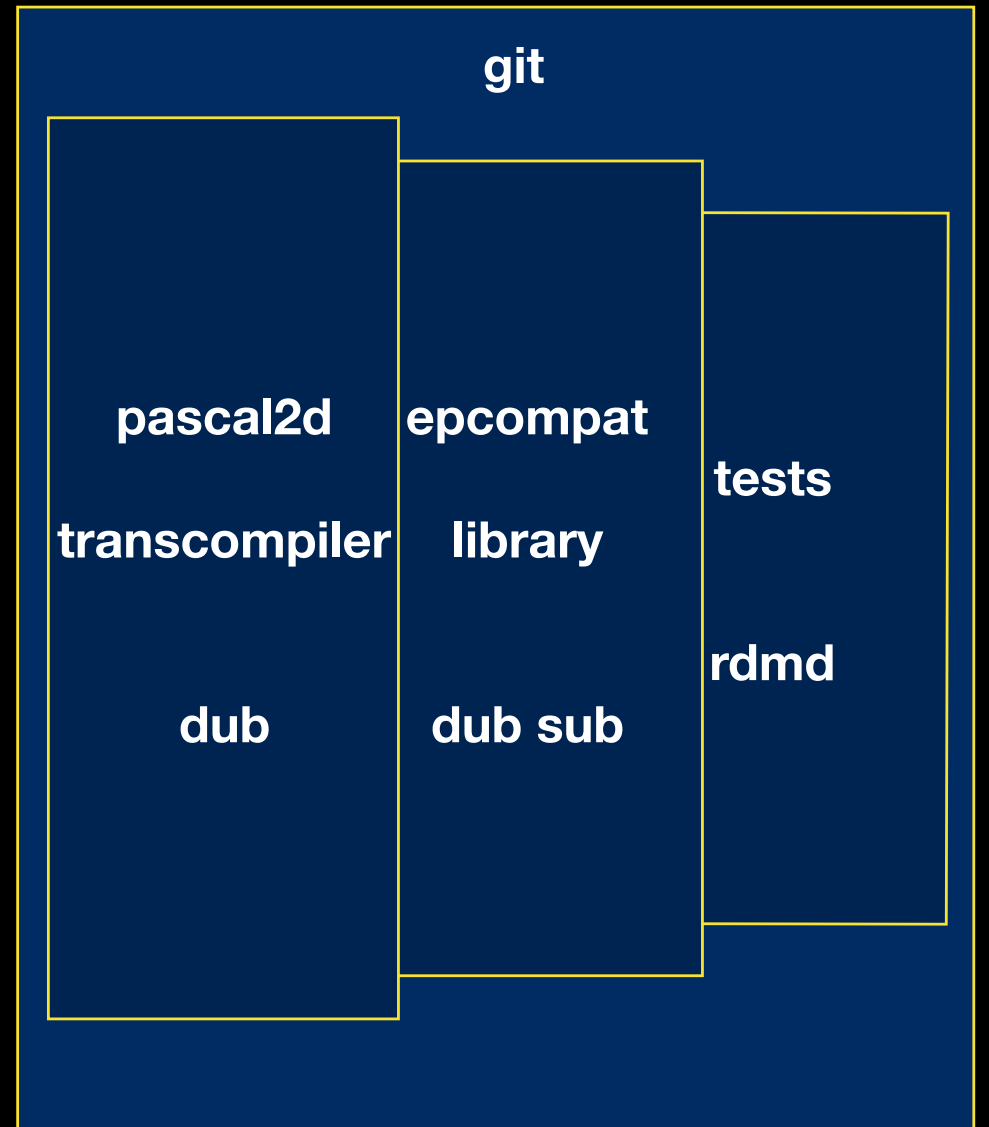 git
pascal2d
transcompiler
dub
epcompat
library
dub sub
tests
rdmd